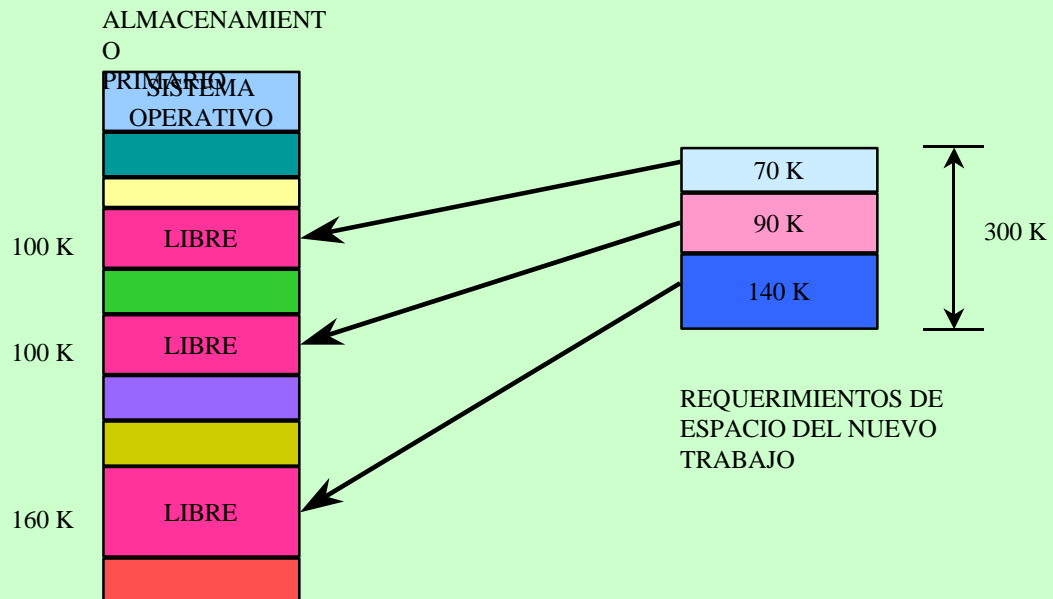 ALMACENAMIENT
O
PRIMARIO
SISTEMA
OPERATIVO
100 K
LIBRE
100 K
LIBRE
160 K
LIBRE
70 K
90 K
140 K
300 K
REQUERIMIENTOS DE
ESPACIO DEL NUEVO
TRABAJO